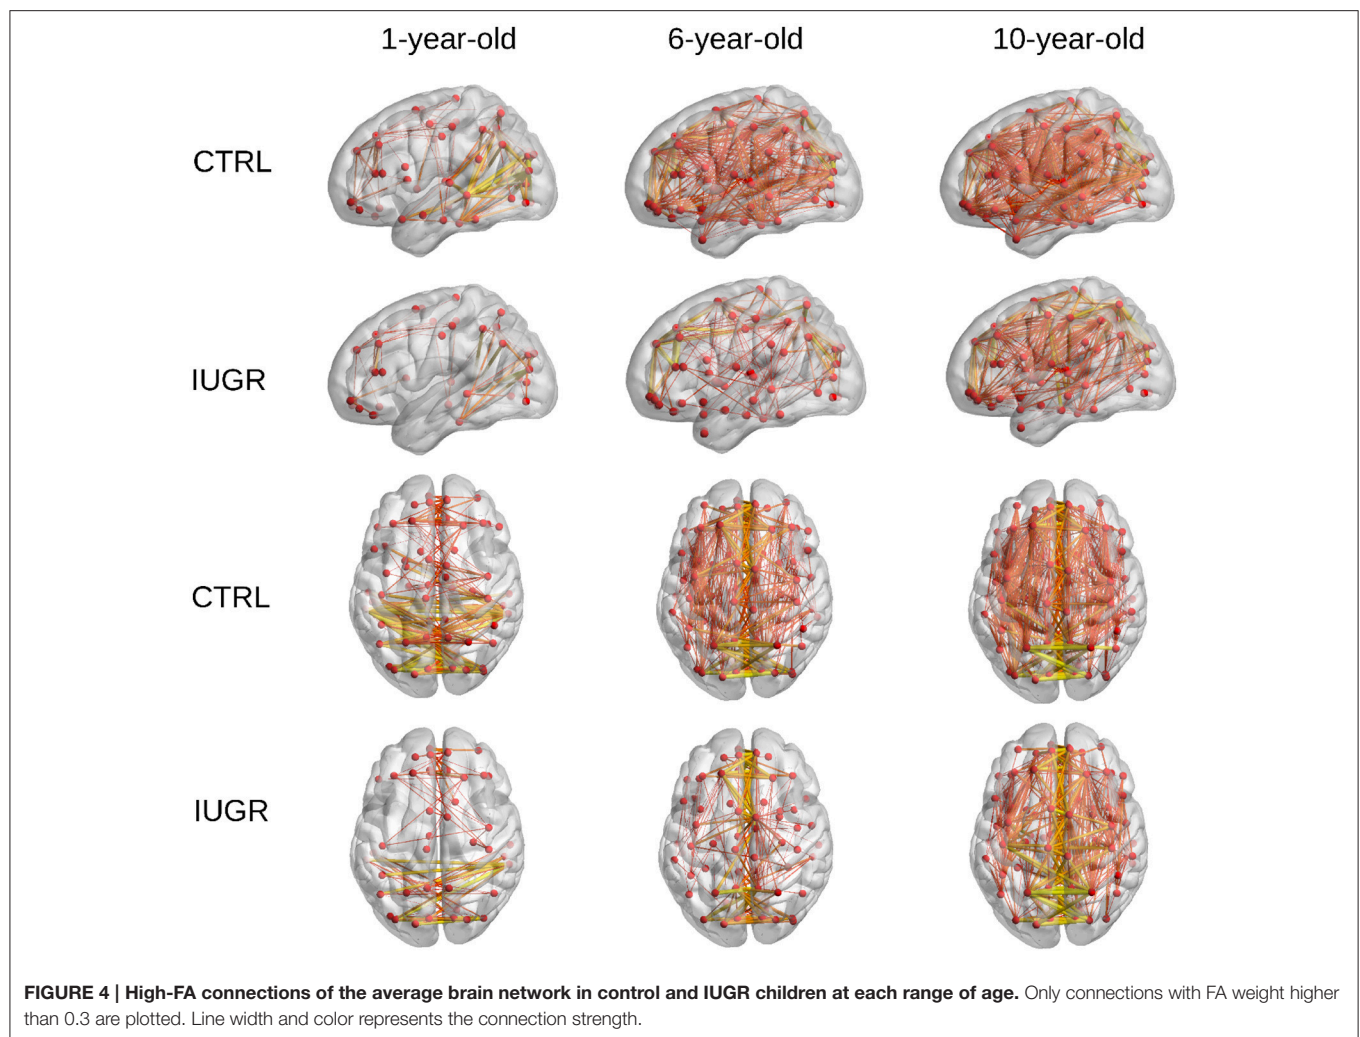 1-year-old 6-year-old 10-year-old
CTRL
IUGR
CTRL
IUGR
FIGURE 4 | High-FA connections of the average brain network in control and IUGR children at each range of age. Only connections with FA weight higher
than 0.3 are plotted. Line width and color represents the connection strength.